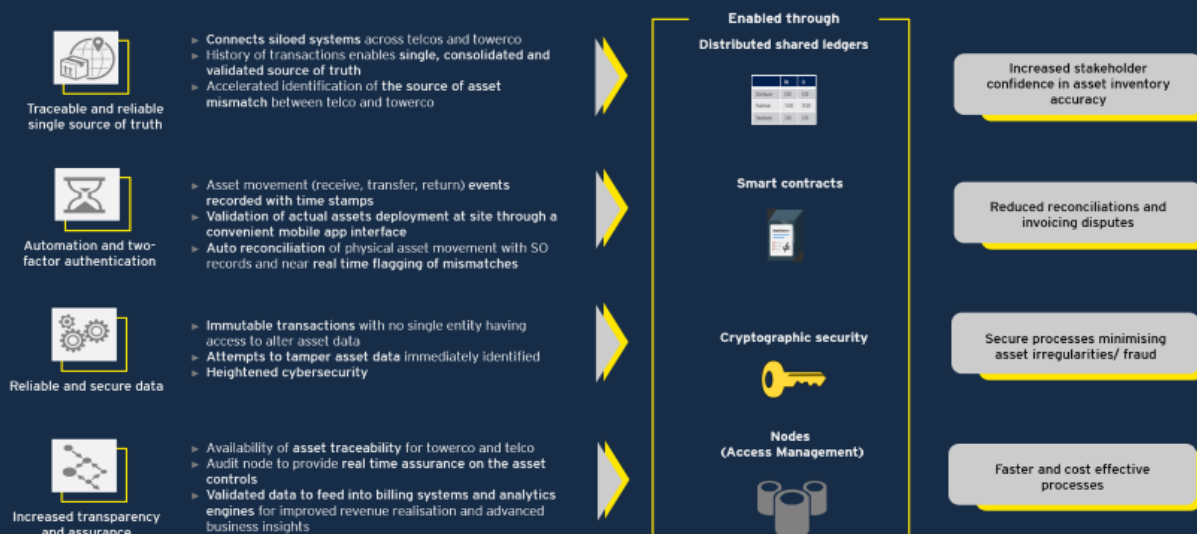 Enabled through
Distributed shared ledgers
Connects siloed systems across telcos and towerco
History of transactions enables single, consolidated and
validated source of truth
Accelerated identification of the source of asset
mismatch between telco and towerco
Traceable and reliable
single source of truth
Increased stakeholder
confidence in asset inventory
accuracy
Asset movement (receive, transfer, return) events
recorded with time stamps
Validation of actual assets deployment at site through a
convenient mobile app interface
Auto reconciliation of physical asset movement with SO
records and near real time flagging of mismatches
Automation and two-
factor authentication
Smart contracts
Reduced reconciliations and
invoicing disputes
Immutable transactions with no single entity having
access to alter asset data
Attempts to tamper asset data immediately identified
Heightened cybersecurity
Reliable and secure data
Cryptographic security
Secure processes minimising
asset irregularities/ fraud
Availability of asset traceability for towerco and telco
Audit node to provide real time assurance on the asset
controls
Validated data to feed into billing systems and analytics
engines for improved revenue realisation and advanced
business insights
Increased transparency
and assurance
Nodes
(Access Management)
Faster and cost effective
processes